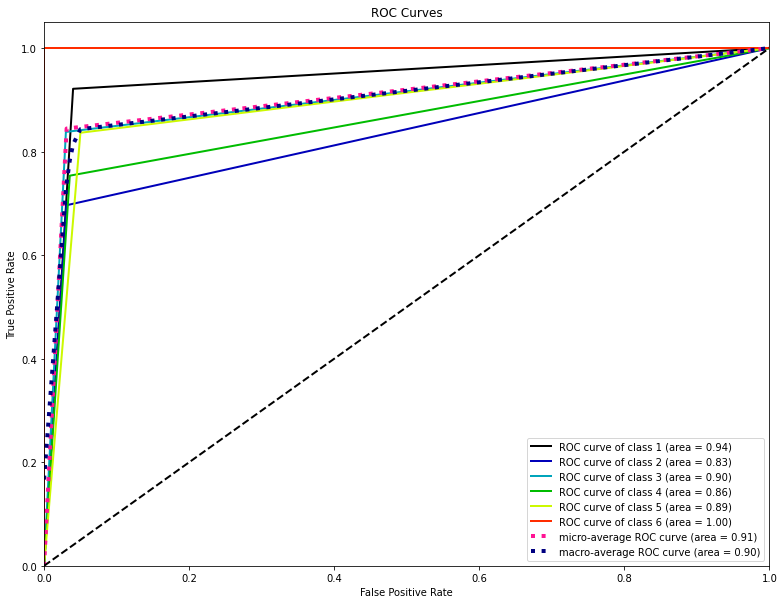 ROC Curves
1.0
0.8
0.6
0.4
0.2
0.0
True Positive Rate
ROC curve of class 1 (area = 0.94)
ROC curve of class 2 (area = 0.83)
ROC curve of class 3 (area = 0.90)
ROC curve of class 4 (area = 0.86)
ROC curve of class 5 (area = 0.89)
ROC curve of class 6 (area = 1.00)
micro-average ROC curve (area = 0.91)
macro-average ROC curve (area = 0.90)
0.0 0.2 0.4 0.6 0.8 1.0
False Positive Rate